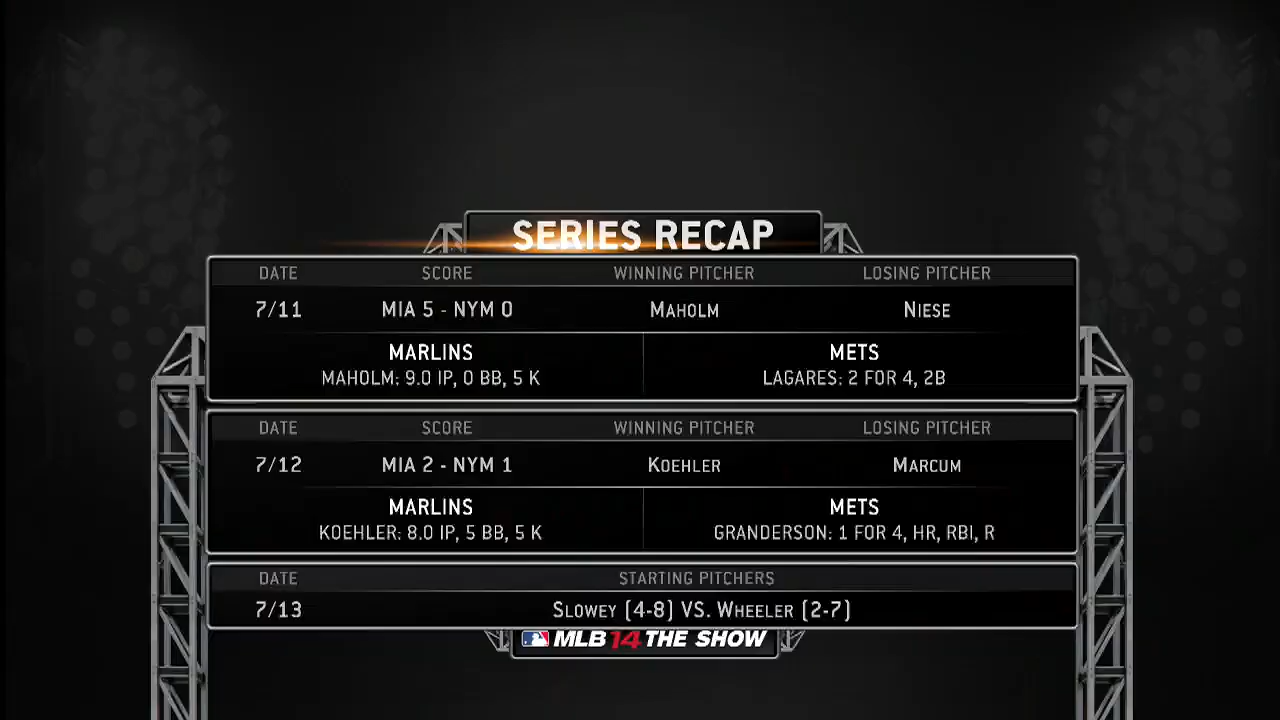 SERIES RECAP
DATE SCORE WINNING PITCHER LOSING PITCHER
7/11 MIA 5 - NYM 0 MAHOLM NIESE
MARLINS METS
MAHOLM: 9.0 IP, 0 BB, 5 K LAGARES: 2 FOR 4, 2B
DATE SCORE WINNING PITCHER LOSING PITCHER
7/12 MIA 2 - NYM 1 KOEHLER MARCUM
MARLINS METS
KOEHLER: 8.0 IP, 5 BB, 5 K GRANDERSON: 1 FOR 4, HR, RBI, R
DATE STARTING PITCHERS
7/13 SLOWEY (4-8) VS. WHEELER (2-7)
MLB 14 THE SHOW